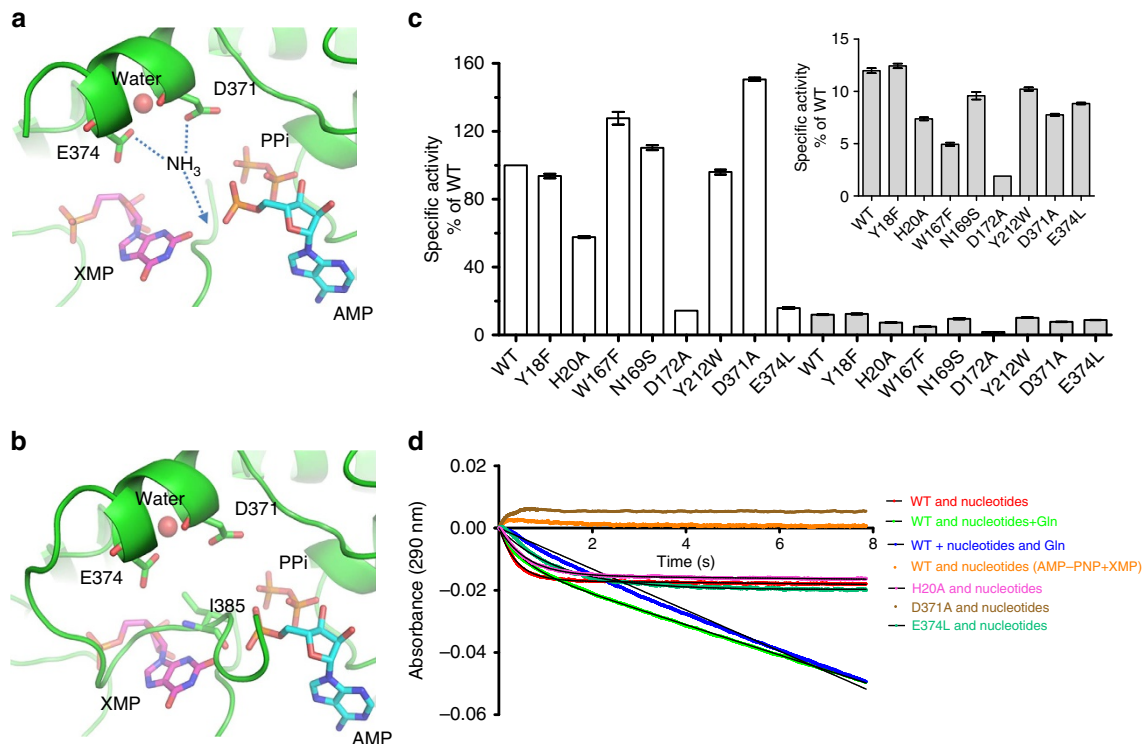 a
Water
D371
E374
NH3
PPi
XMP
AMP
b
Water
D371
E374
PPi
I385
XMP
AMP
c
Specific activity
% of WT
160
120
80
40
0
WT
Y18F
H20A
W167F
N169S
D172A
Y212W
D371A
E374L
WT
Y18F
H20A
W167F
N169S
D172A
Y212W
D371A
E374L
Specific activity
% of WT
15
10
5
0
WT
Y18F
H20A
W167F
N169S
D172A
Y212W
D371A
E374L
d
Absorbance (290 nm)
0.02
0.00
−0.02
−0.04
−0.06
2
4
6
8
Time (s)
WT and nucleotides
WT and nucleotides+Gln
WT + nucleotides and Gln
WT and nucleotides (AMP–PNP+XMP)
H20A and nucleotides
D371A and nucleotides
E374L and nucleotides